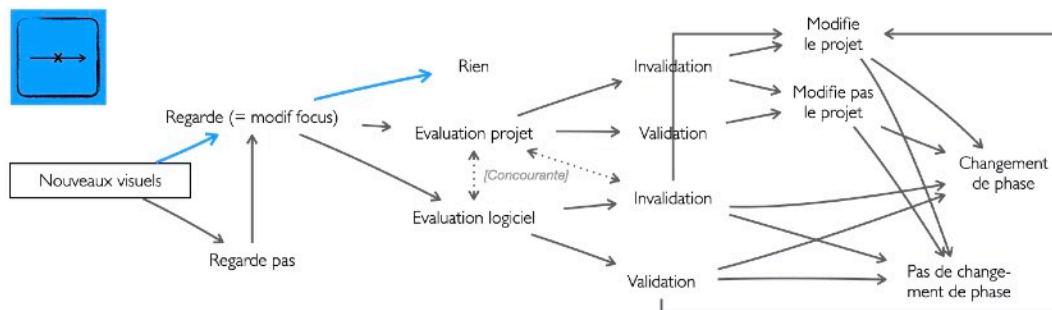 Modifie
le projet
Rien
Invalidation
Modifie pas
le projet
Regarde (= modif focus)
Evaluation projet
Validation
Changement
de phase
Nouveaux visuels
[Concourante]
Invalidation
Evaluation logiciel
Regarde pas
Validation
Pas de change-
ment de phase